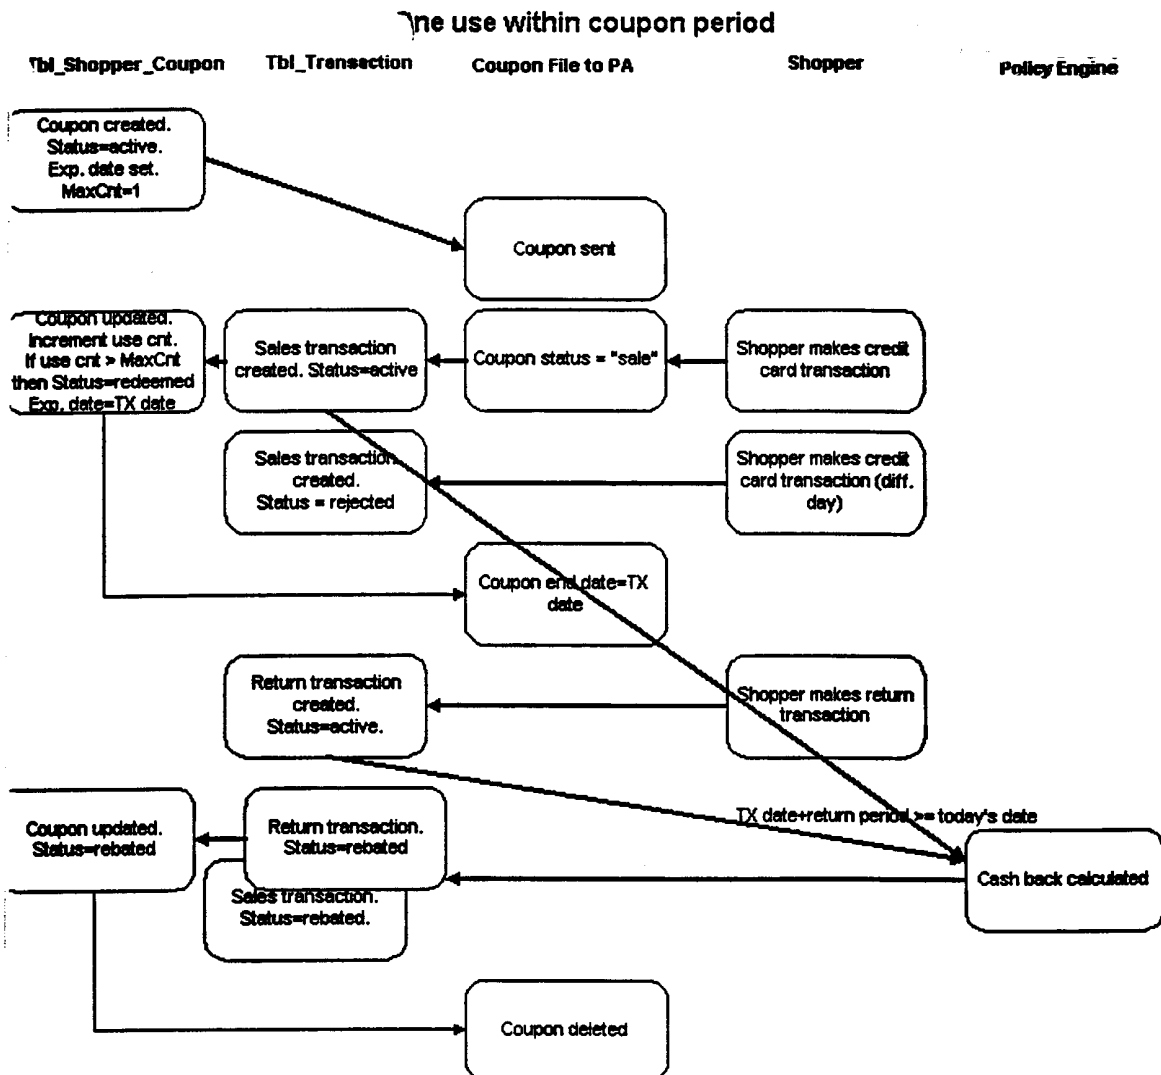 ne use within coupon period
Tbl_Shopper_Coupon
Tbl_Transaction
Coupon File to PA
Shopper
Policy Engine
Coupon created.
Status=active.
Exp. date set.
MaxCnt=1
Coupon sent
Coupon updated.
Increment use cnt.
If use cnt > MaxCnt
then Status=redeemed
Exp. date=TX date
Sales transaction
created. Status=active
Coupon status = "sale"
Shopper makes credit
card transaction
Sales transaction
created.
Status = rejected
Shopper makes credit
card transaction (diff.
day)
Coupon end date=TX
date
Return transaction
created.
Status=active.
Shopper makes return
transaction
TX date+return period >= today's date
Coupon updated.
Status=rebated
Return transaction.
Status=rebated
Sales transaction.
Status=rebated.
Cash back calculated
Coupon deleted